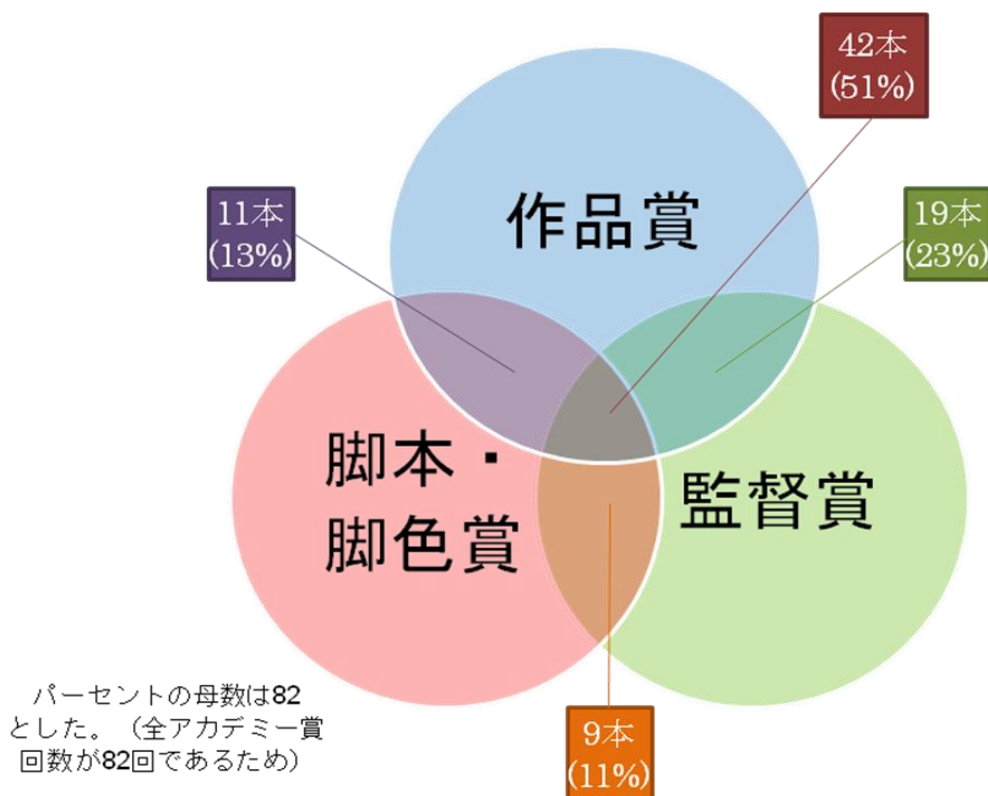 42本
(51%)
作品賞
11本
(13%)
19本
(23%)
脚本・
脚色賞
監督賞
パーセントの母数は82
とした。（全アカデミー賞
回数が82回であるため）
9本
(11%)